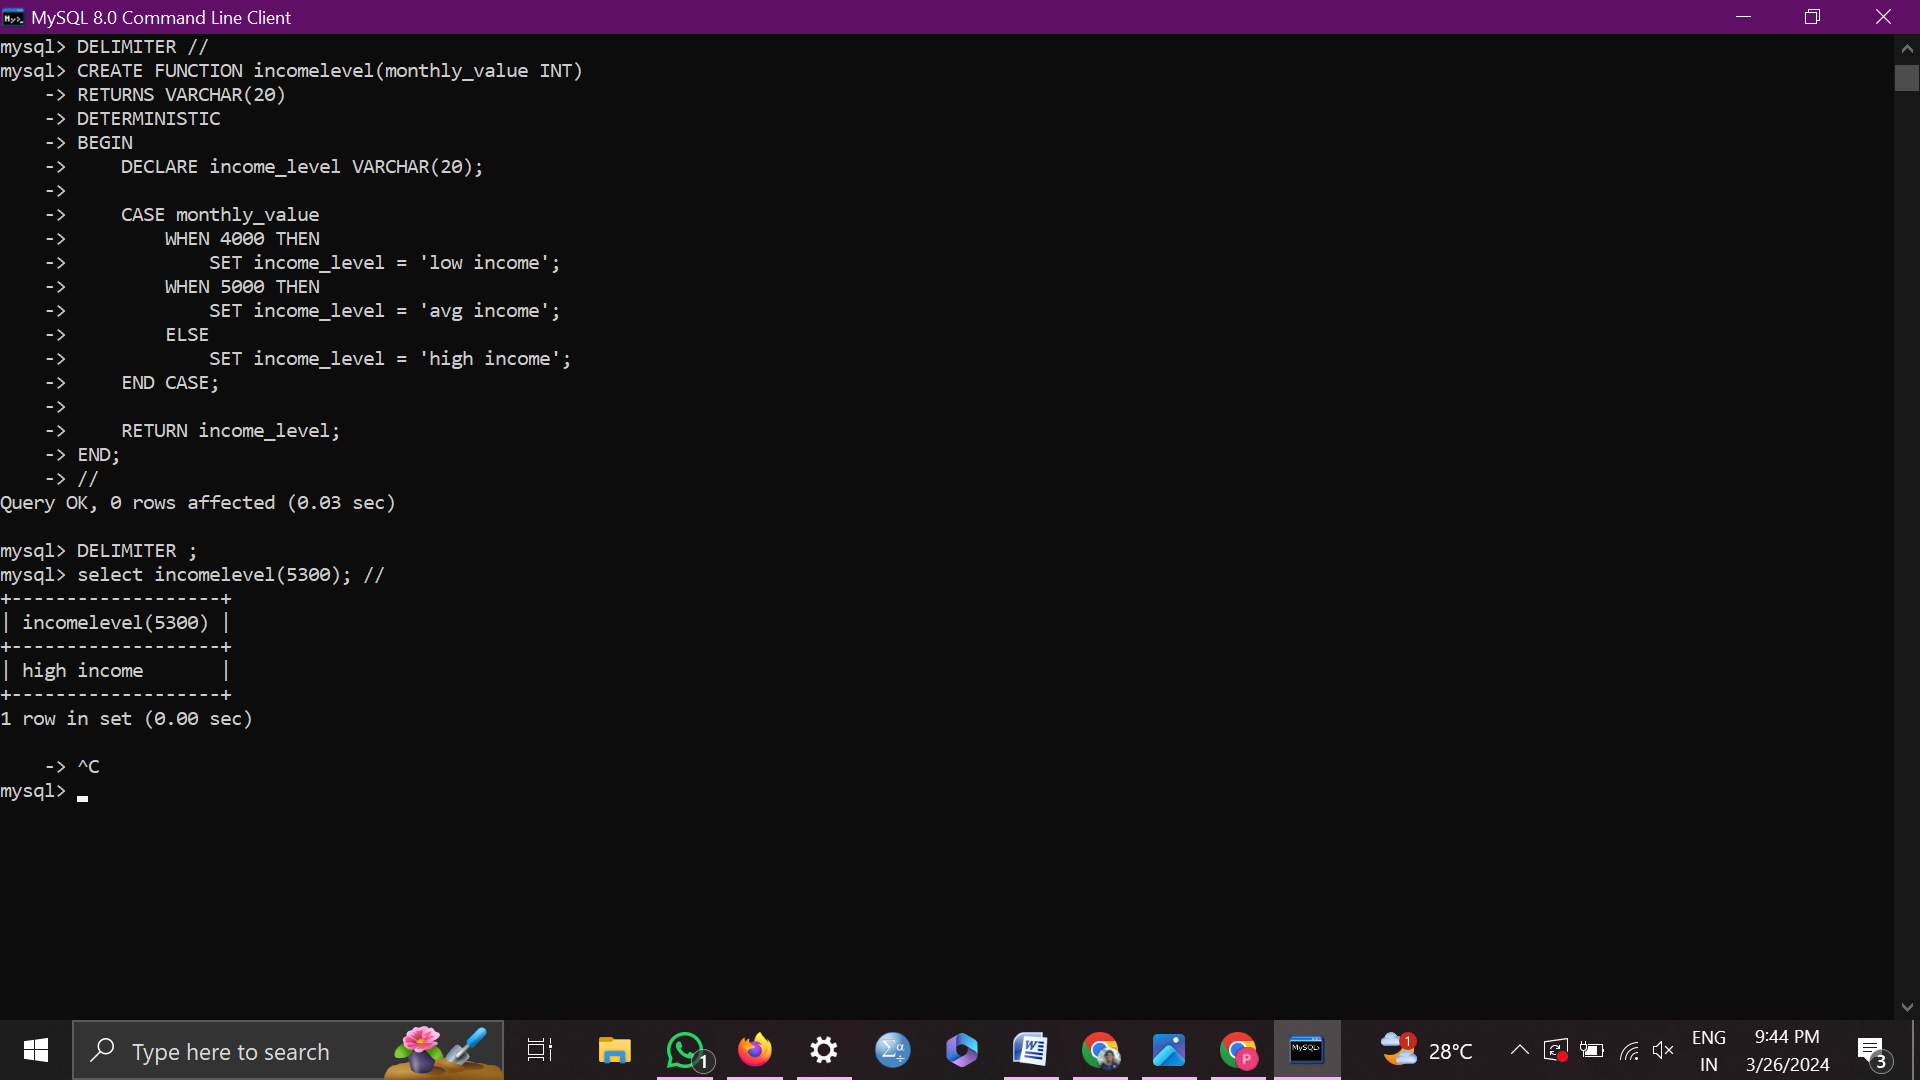 MySQL 8.0 Command Line Client
mysql> DELIMITER //
mysql> CREATE FUNCTION incomelevel(monthly_value INT)
    -> RETURNS VARCHAR(20)
    -> DETERMINISTIC
    -> BEGIN
    ->     DECLARE income_level VARCHAR(20);
    ->
    ->     CASE monthly_value
    ->         WHEN 4000 THEN
    ->             SET income_level = 'low income';
    ->         WHEN 5000 THEN
    ->             SET income_level = 'avg income';
    ->         ELSE
    ->             SET income_level = 'high income';
    ->     END CASE;
    ->
    ->     RETURN income_level;
    -> END;
    -> //
Query OK, 0 rows affected (0.03 sec)
mysql> DELIMITER ;
mysql> select incomelevel(5300); //
+-------------------+
| incomelevel(5300) |
+-------------------+
| high income       |
+-------------------+
1 row in set (0.00 sec)
    -> ^C
mysql>
Type here to search
1
MySQL
1
28°C
ENG
IN
9:44 PM
3/26/2024
3